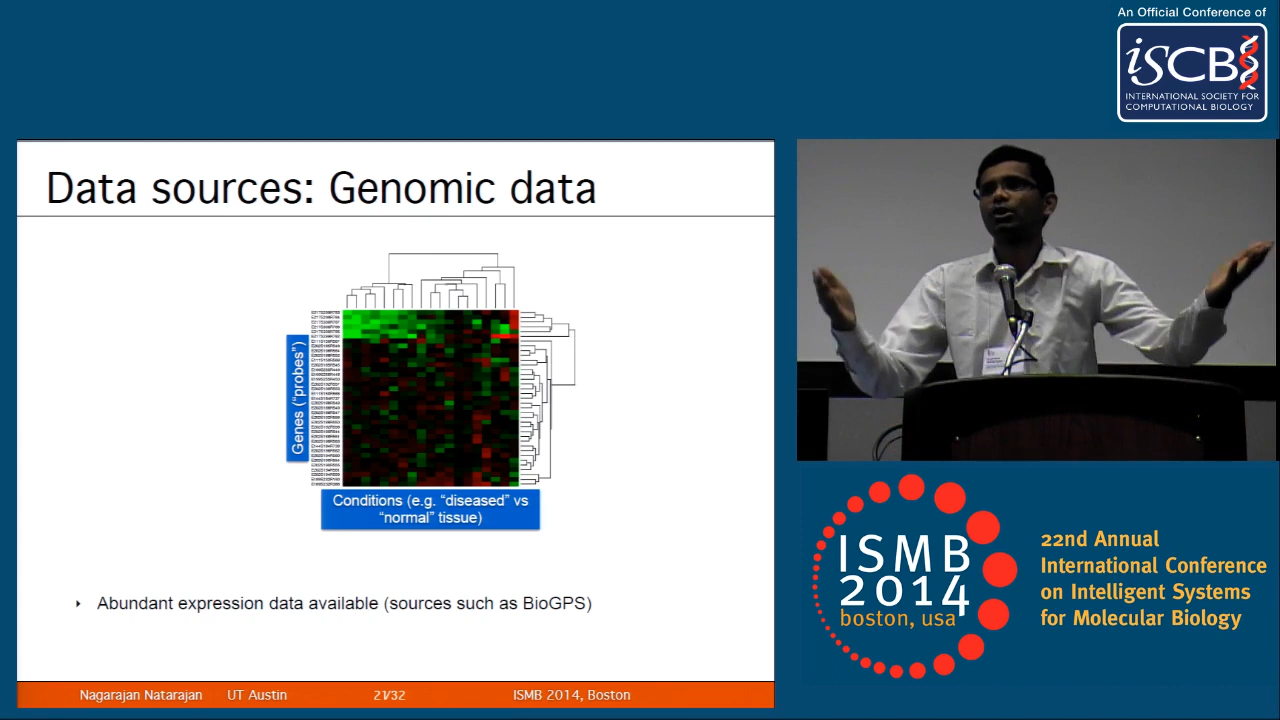 An Official Conference of
iSCB
INTERNATIONAL SOCIETY FOR
COMPUTATIONAL BIOLOGY
Data sources: Genomic data
Genes ("probes")
Conditions (e.g. "diseased" vs
"normal" tissue)
‣ Abundant expression data available (sources such as BioGPS)
Nagarajan Natarajan UT Austin 21/32 ISMB 2014, Boston
ISMB
2014
boston, usa
22nd Annual
International Conference
on Intelligent Systems
for Molecular Biology